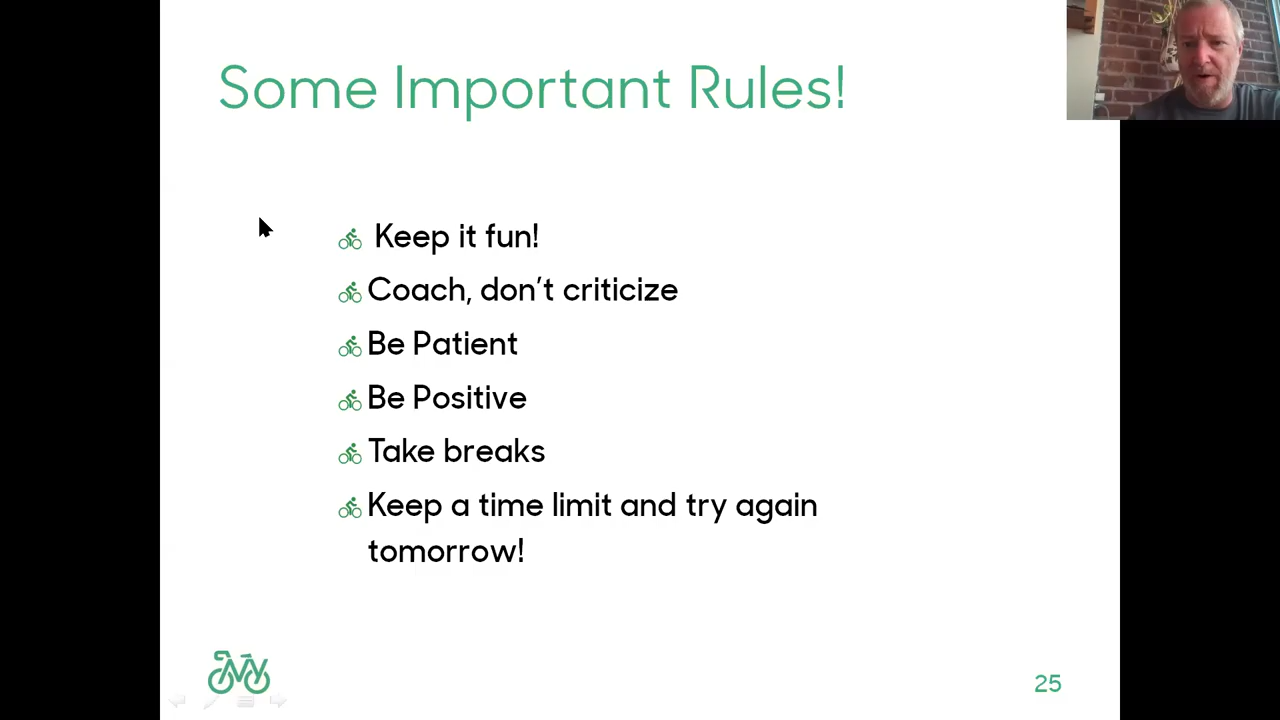 Some Important Rules!
Keep it fun!
Coach, don't criticize
Be Patient
Be Positive
Take breaks
Keep a time limit and try again
tomorrow!
25